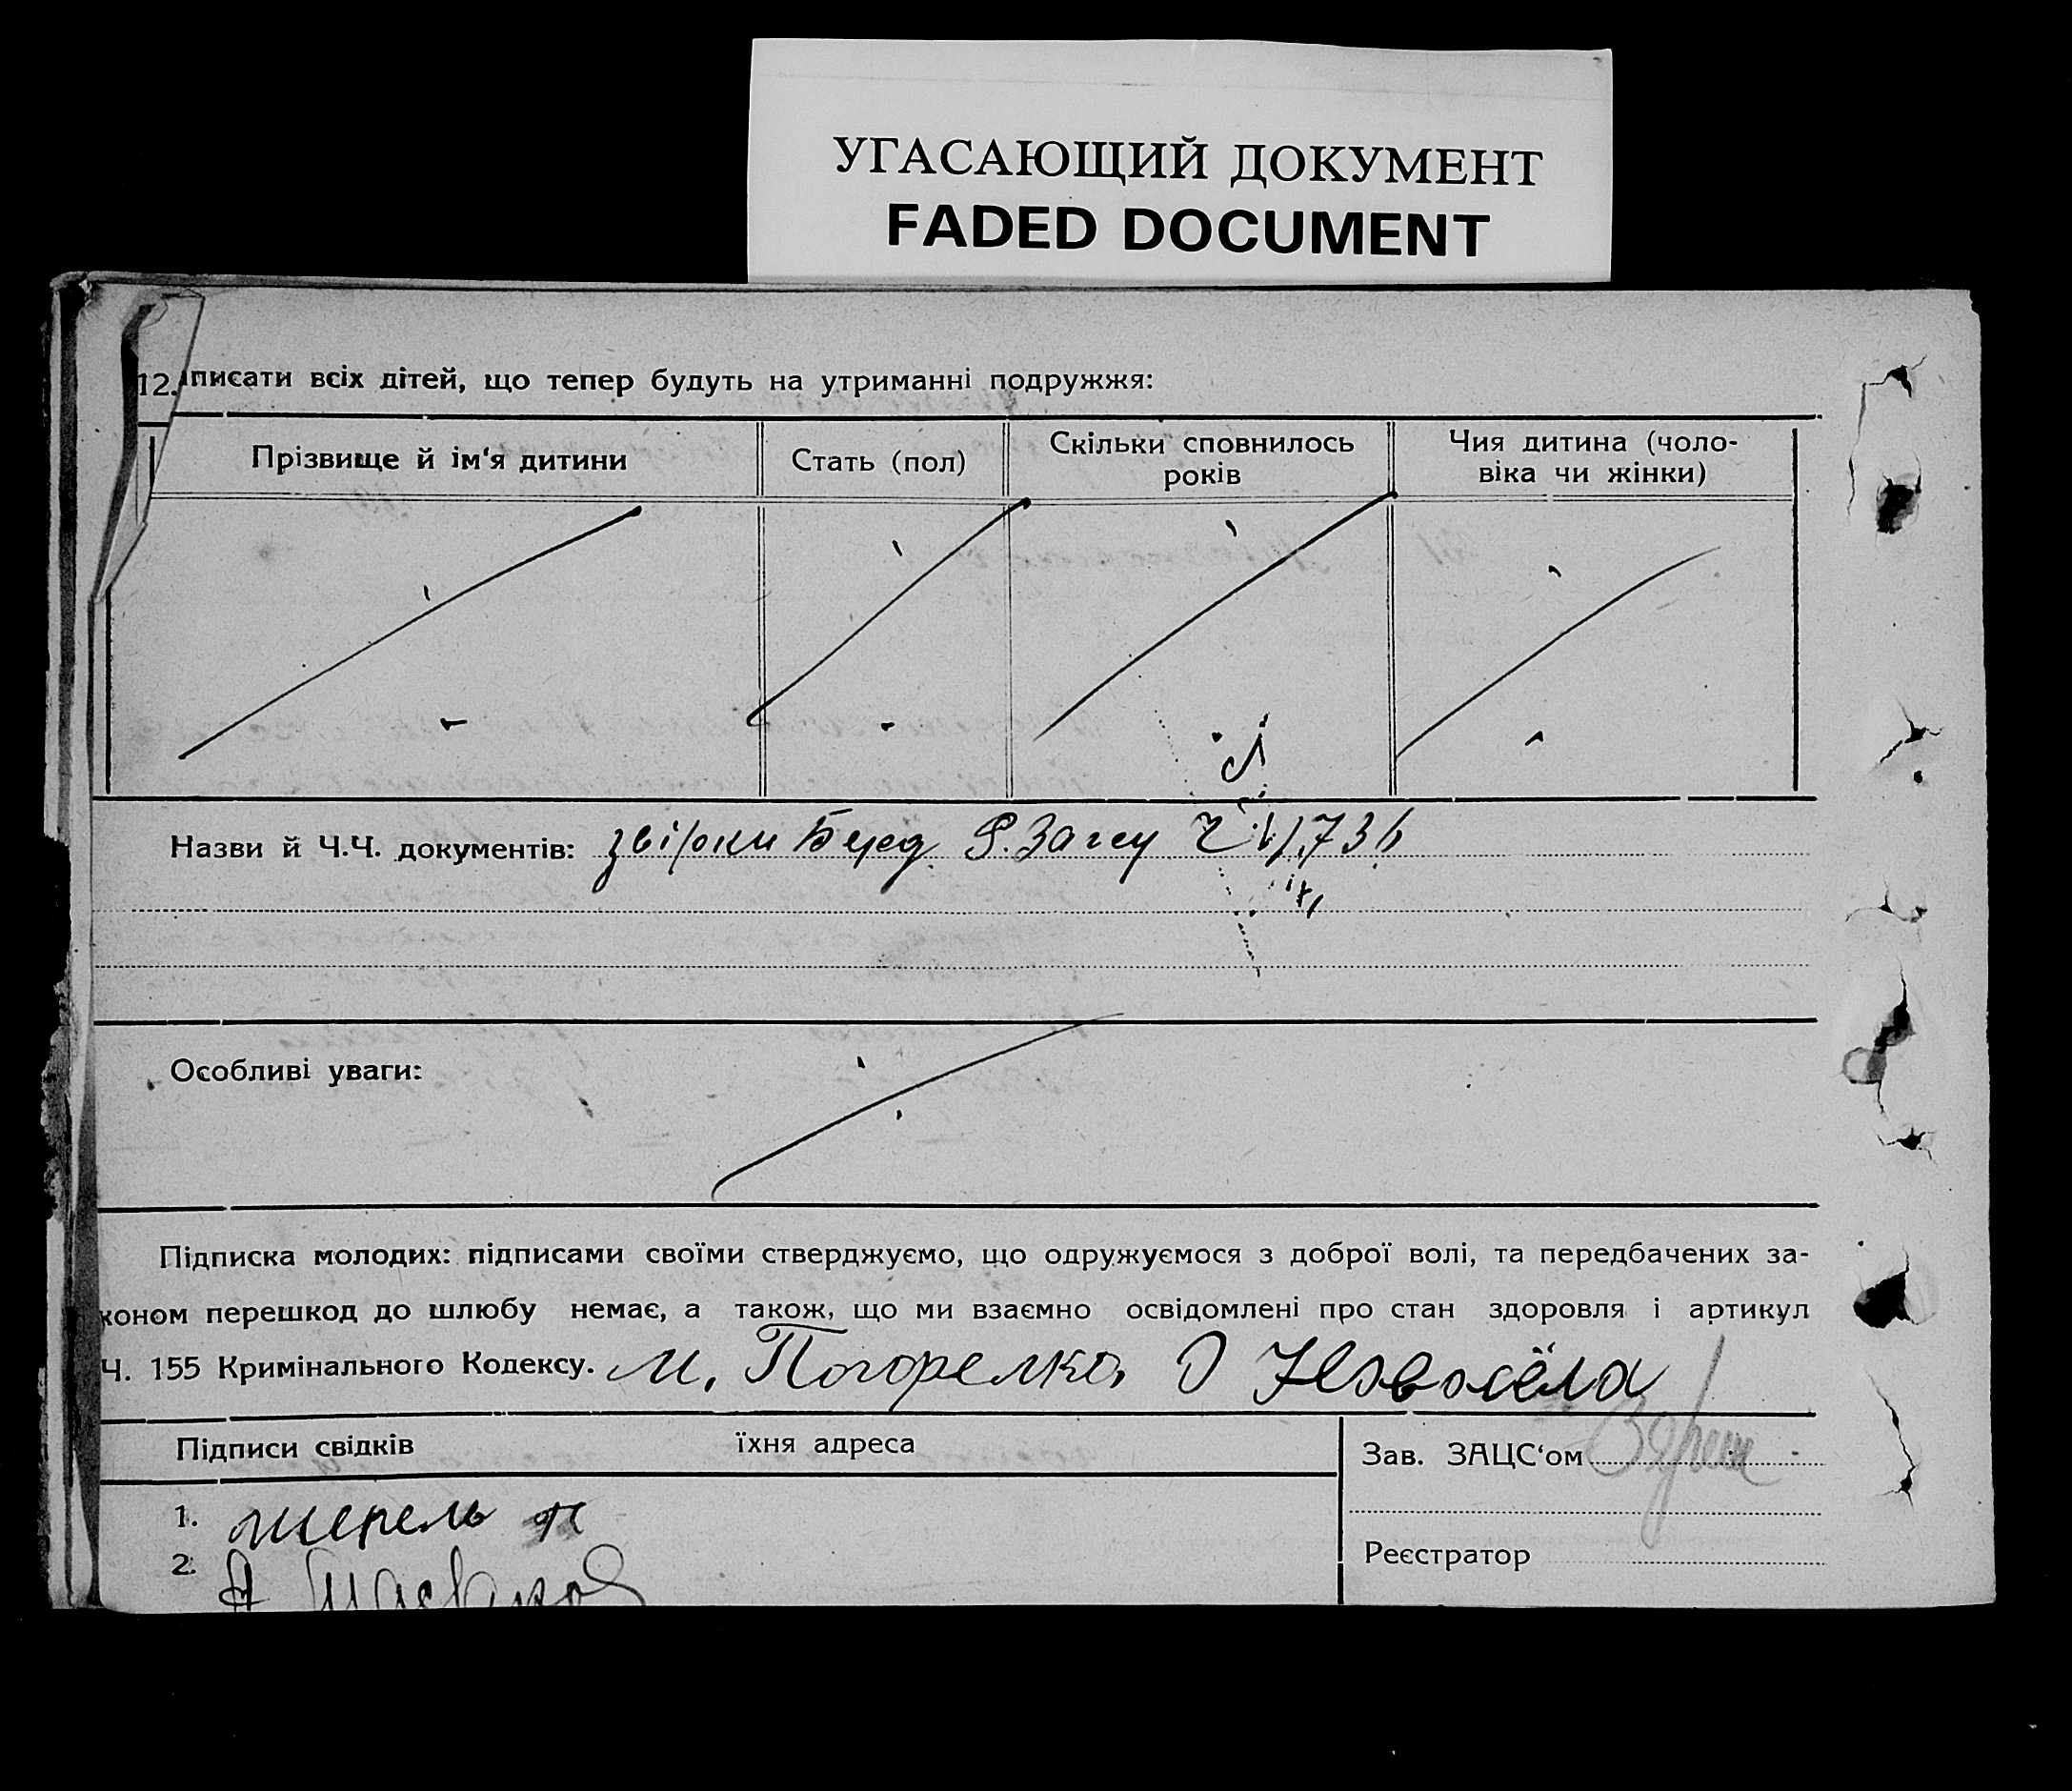 УГАСАЮЩИЙ ДОКУМЕНТ
FADED DOCUMENT
12. писати всіх дітей, що тепер будуть на утриманні подружжя:
Прізвище й ім'я дитини Стать (пол) Скільки сповнилось років Чия дитина (чоловіка чи жінки)
Назви й Ч.Ч. документів:
Особливі уваги:
Підписка молодих: підписами своїми стверджуємо, що одружуємося з доброї волі, та передбачених за-
коном перешкод до шлюбу немає, а також, що ми взаємно освідомлені про стан здоровля і артикул
Ч. 155 Кримінального Кодексу. М. Погорелко
Підписи свідків їхня адреса
Зав. ЗАЦС'ом
1.
2.
Реєстратор